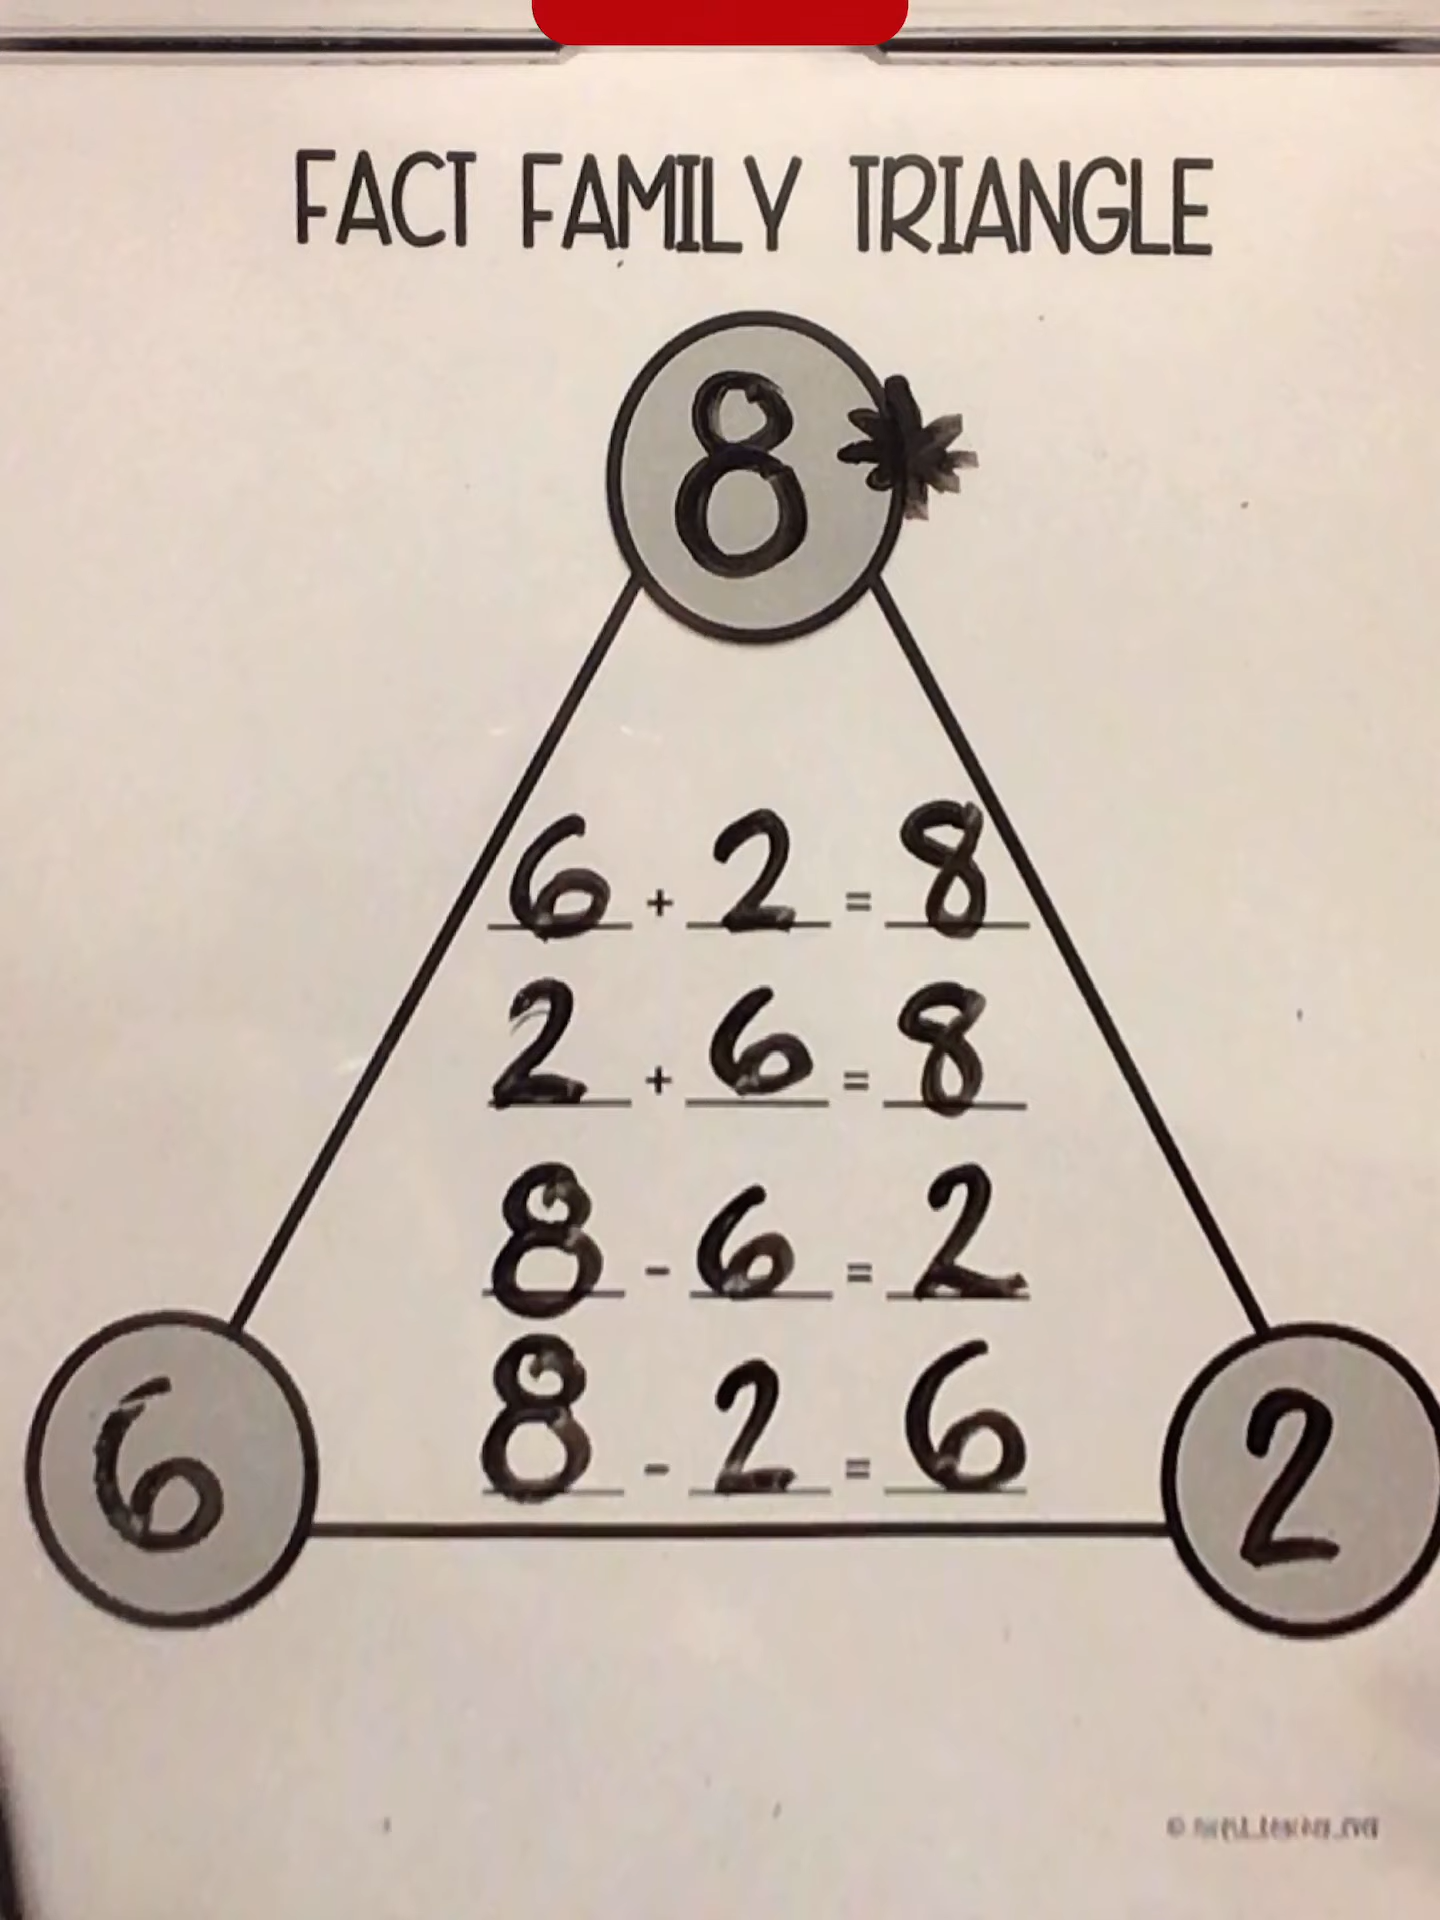 FACT FAMILY TRIANGLE
8
6 + 2 = 8
2 + 6 = 8
8 - 6 = 2
8 - 2 = 6
6 2
©